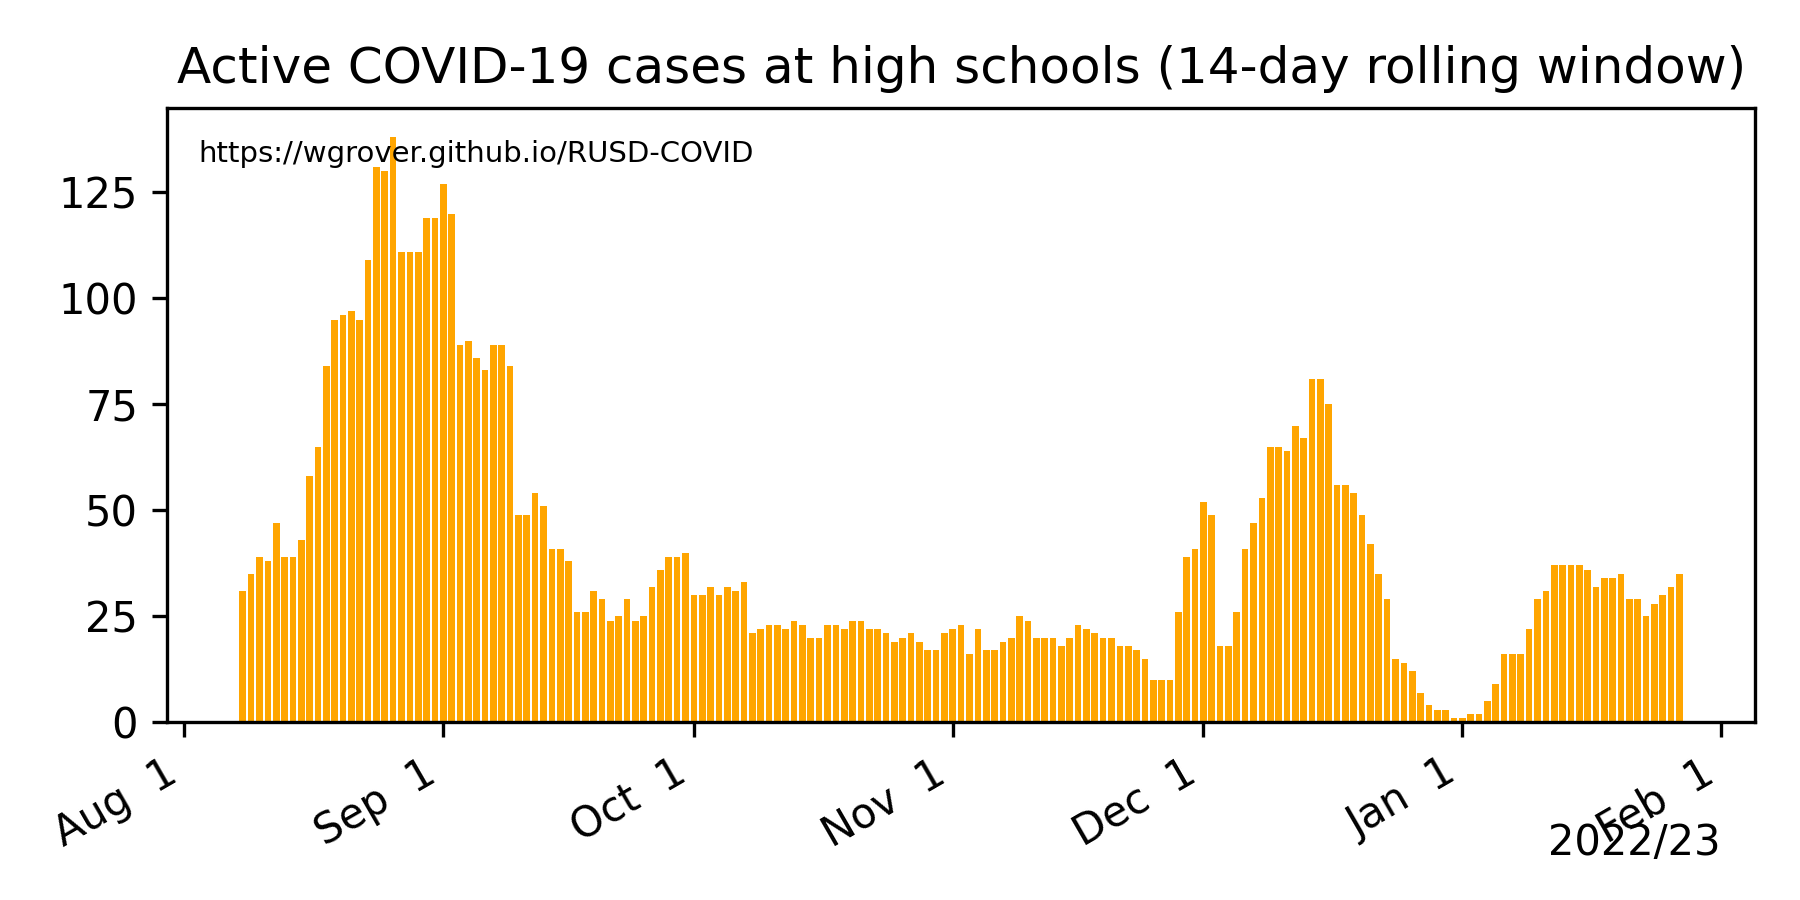 Active COVID-19 cases at high schools (14-day rolling window)
https://wgrover.github.io/RUSD-COVID
125
100
75
50
25
0
Aug 1
Sep 1
Oct 1
Nov 1
Dec 1
Jan 1
Feb 1
2022/23